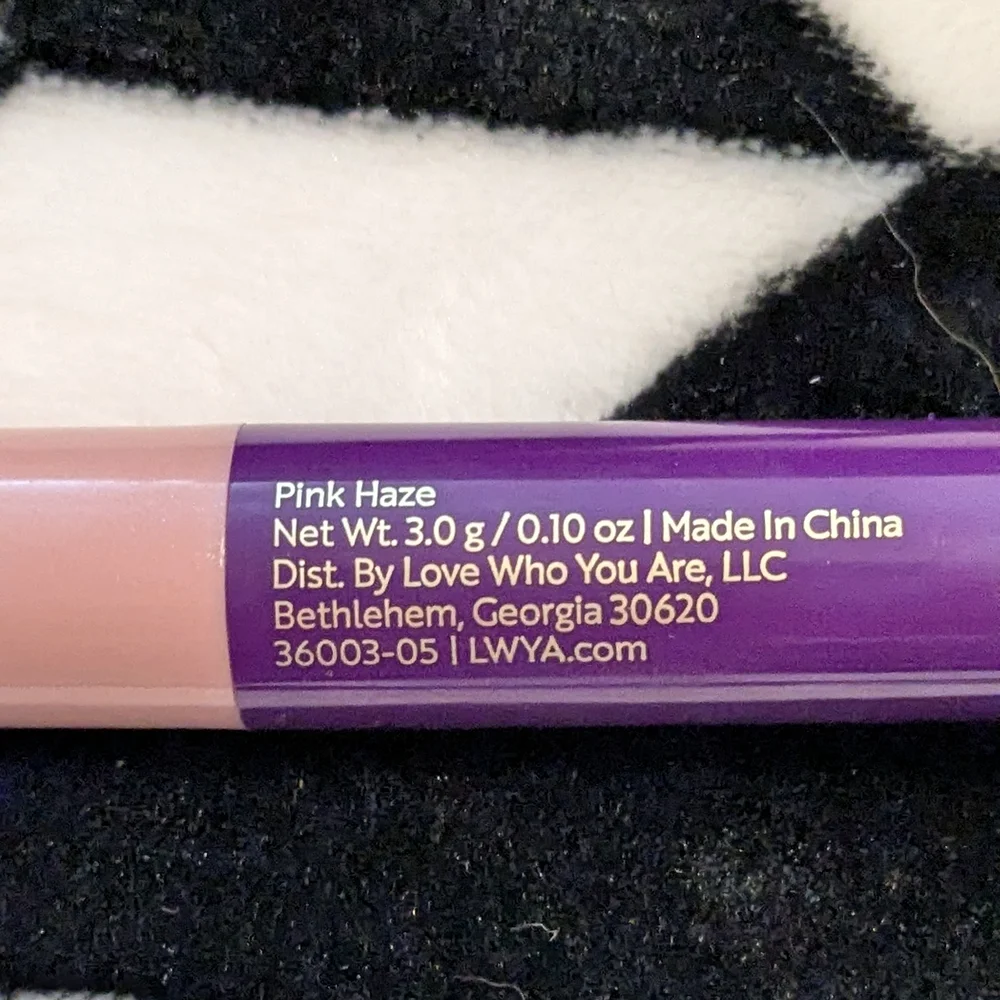 Pink Haze
Net Wt. 3.0 g / 0.10 oz | Made In China
Dist. By Love Who You Are, LLC
Bethlehem, Georgia 30620
36003-05 | LWYA.com